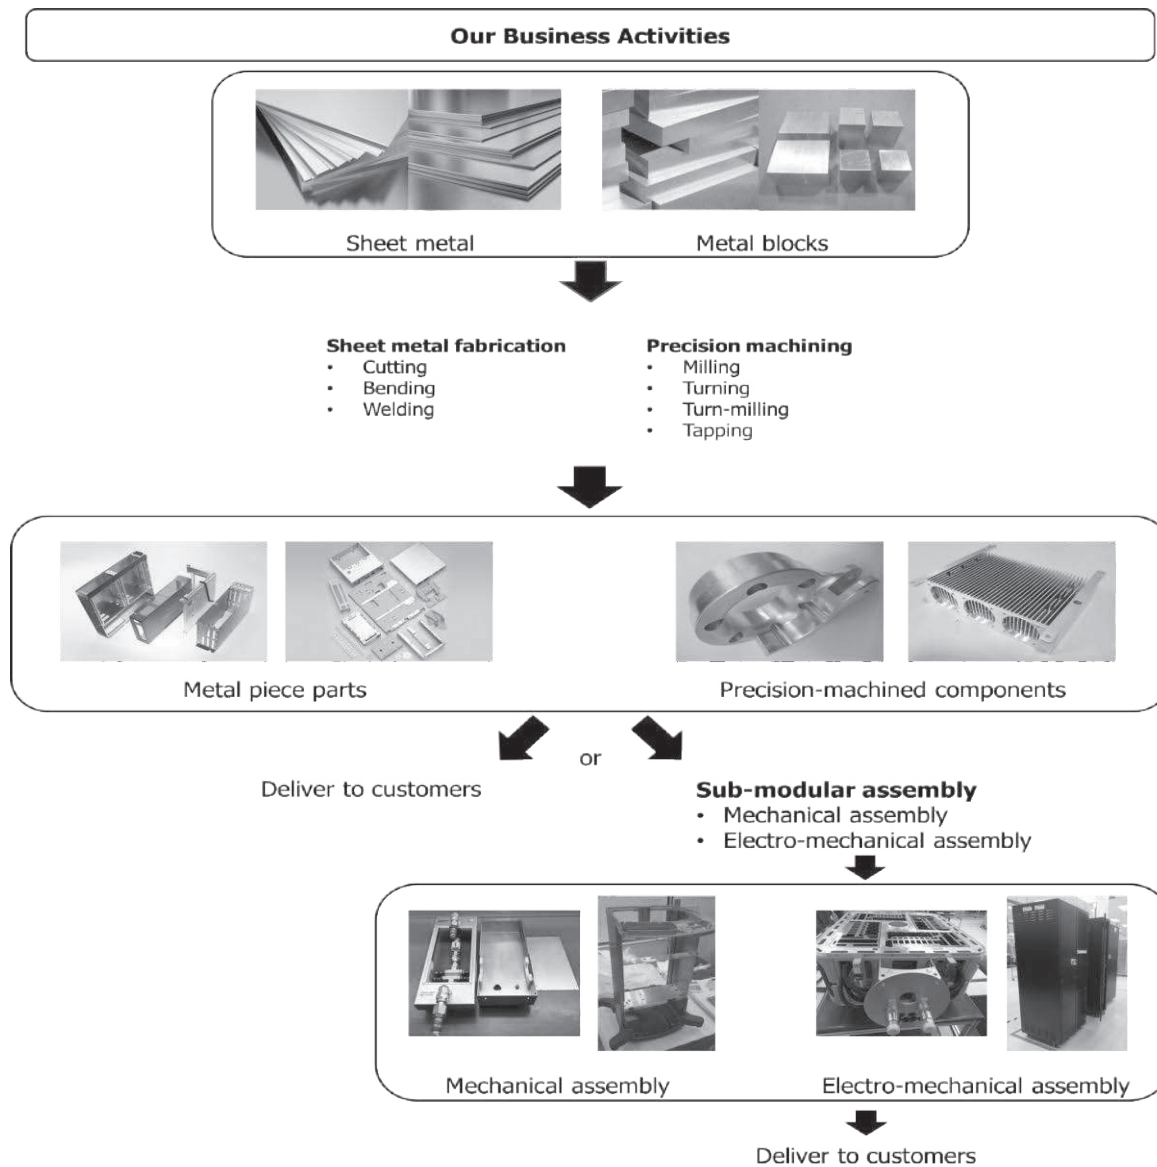 Our Business Activities
Sheet metal
Metal blocks
Sheet metal fabrication
• Cutting
• Bending
• Welding
Precision machining
• Milling
• Turning
• Turn-milling
• Tapping
Metal piece parts
Precision-machined components
or
Deliver to customers
Sub-modular assembly
• Mechanical assembly
• Electro-mechanical assembly
Mechanical assembly
Electro-mechanical assembly
Deliver to customers